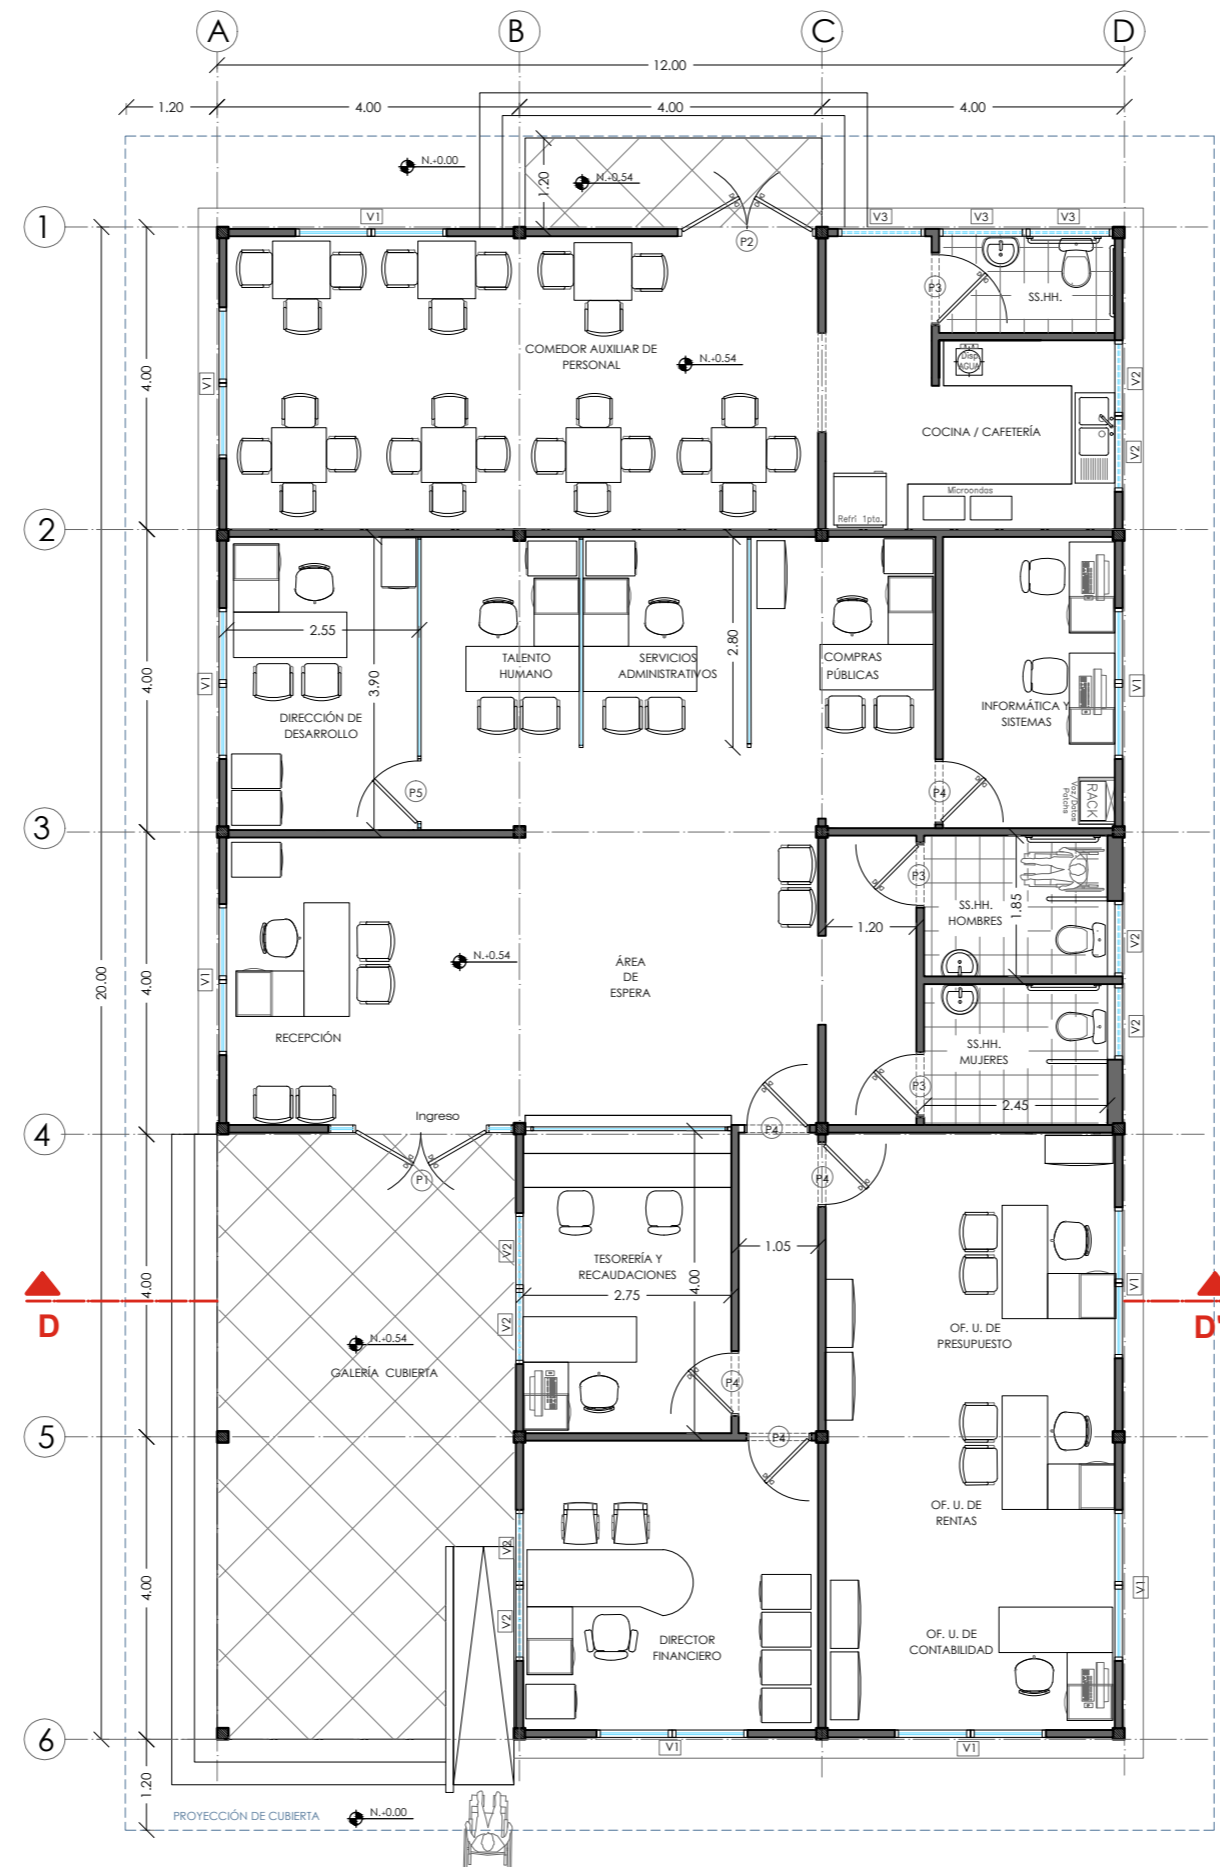 A B C D
12.00
1.20 4.00 4.00 4.00
N.+0.00
N.+0.54
1.20
1
V1
P2
V3 V3 V3
P3
SS.HH.
COMEDOR AUXILIAR DE
PERSONAL
N.+0.54
Disp
AGUA
4.00
V1
V2
COCINA / CAFETERÍA
V2
Microondas
Refri 1pta.
2
2.55
3.90
2.80
TALENTO
HUMANO
SERVICIOS
ADMINISTRATIVOS
COMPRAS
PÚBLICAS
4.00
V1
V1
DIRECCIÓN DE
DESARROLLO
INFORMÁTICA Y
SISTEMAS
P5
P4
RACK
Voz/Datos
Patchs
3
P3
SS.HH.
HOMBRES
1.85
1.20
V2
N.+0.54
ÁREA
DE
ESPERA
20.00
4.00
V1
RECEPCIÓN
SS.HH.
MUJERES
V2
P3
2.45
Ingreso
4
P4
P1
P4
V2
TESORERÍA Y
RECAUDACIONES
1.05
4.00
4.00
2.75
V1
D
D'
V2
N.+0.54
GALERÍA CUBIERTA
OF. U. DE
PRESUPUESTO
P4
5
P4
OF. U. DE
RENTAS
V2
4.00
V1
V2
DIRECTOR
FINANCIERO
OF. U. DE
CONTABILIDAD
6
V1
V1
1.20
PROYECCIÓN DE CUBIERTA
N.+0.00